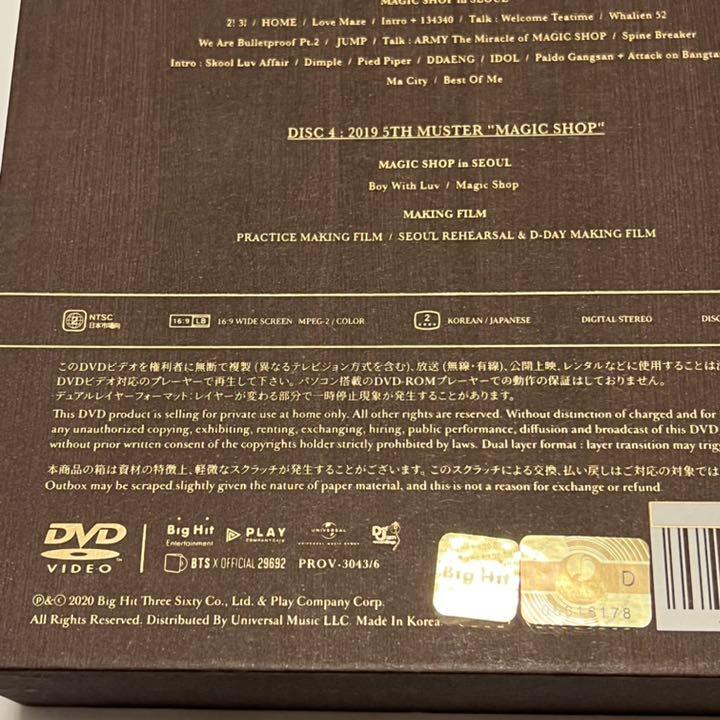 MAGIC SHOP in SEOUL
2! 3! / HOME / Love Maze / Intro + 134340 / Talk : Welcome Teatime / Whalien 52
We Are Bulletproof Pt.2 / JUMP / Talk : ARMY The Miracle of MAGIC SHOP / Spine Breaker
Intro : Skool Luv Affair / Dimple / Pied Piper / DDAENG / IDOL / Paldo Gangsan + Attack on Bangta
Ma City / Best Of Me
DISC 4 : 2019 5TH MUSTER "MAGIC SHOP"
MAGIC SHOP in SEOUL
Boy With Luv / Magic Shop
MAKING FILM
PRACTICE MAKING FILM / SEOUL REHEARSAL & D-DAY MAKING FILM
2 NTSC 日本市場向 16:9 LB 16:9 WIDE SCREEN MPEG-2 / COLOR 2 KOREAN / JAPANESE DIGITAL STEREO DISC
このDVDビデオを権利者に無断で複製 (異なるテレビジョン方式を含む)、放送 (無線・有線)、公開上映、レンタルなどに使用することは
DVDビデオ対応のプレーヤーで再生して下さい。パソコン搭載のDVD-ROMプレーヤーでの動作の保証はしておりません。
デュアルレイヤーフォーマット:レイヤーが変わる部分で一時停止現象が発生することがあります。
This DVD product is selling for private use at home only. All other rights are reserved. Without distinction of charged and for
any unauthorized copying, exhibiting, renting, exchanging, hiring, public performance, diffusion and broadcast of this DVD
without prior written consent of the copyrights holder strictly prohibited by laws. Dual layer format : layer transition may trig
本商品の箱は資材の特徴上、軽微なスクラッチが発生することがございます。このスクラッチによる交換、払い戻しはご対応の対象では
Outbox may be scraped slightly given the nature of paper material, and this is not a reason for exchange or refund.
DVD VIDEO
Big Hit Entertainment PLAY COMPANY UNIVERSAL UNIVERSAL MUSIC GROUP Def Jam
BTS X OFFICIAL 29692 PROV-3043/6
Big Hit
D
℗&© 2020 Big Hit Three Sixty Co., Ltd. & Play Company Corp.
All Rights Reserved. Distributed By Universal Music LLC. Made In Korea